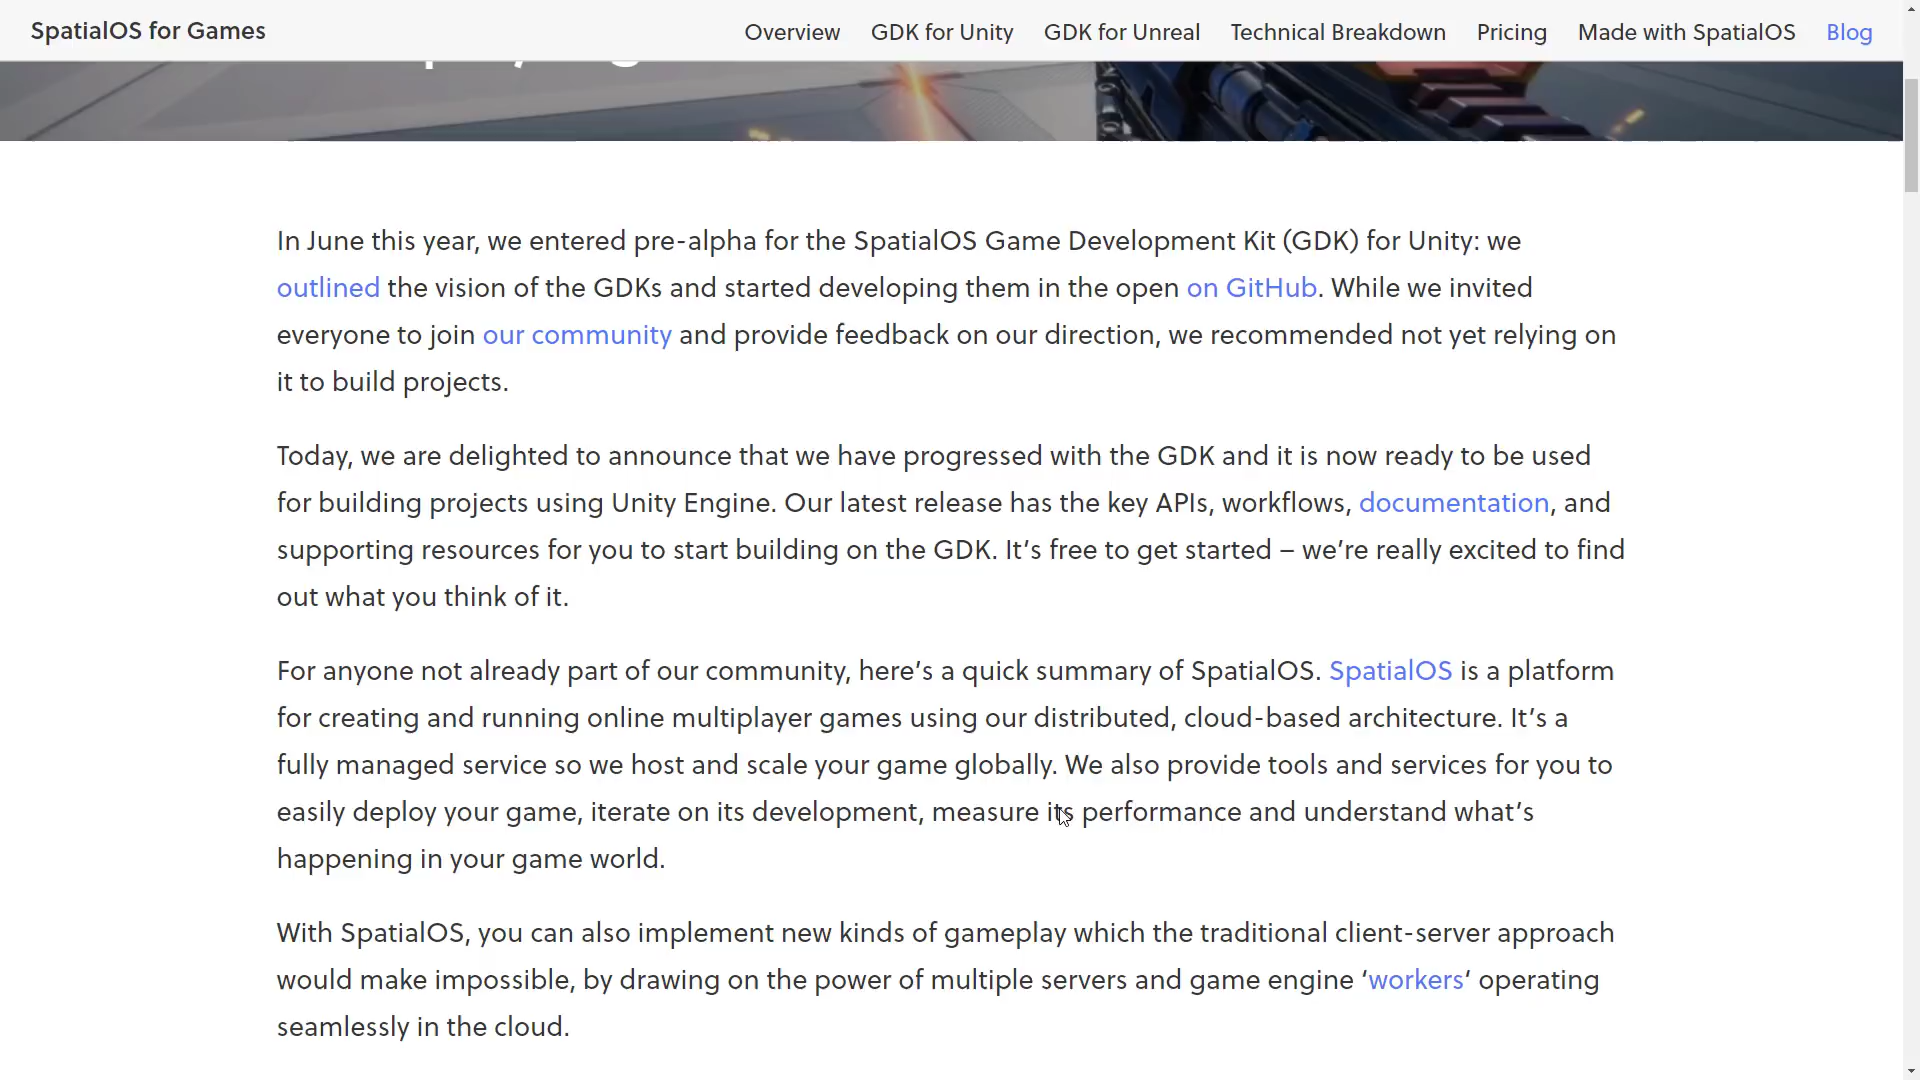 SpatialOS for Games
Overview GDK for Unity GDK for Unreal Technical Breakdown Pricing Made with SpatialOS Blog
In June this year, we entered pre-alpha for the SpatialOS Game Development Kit (GDK) for Unity: we
outlined the vision of the GDKs and started developing them in the open on GitHub. While we invited
everyone to join our community and provide feedback on our direction, we recommended not yet relying on
it to build projects.
Today, we are delighted to announce that we have progressed with the GDK and it is now ready to be used
for building projects using Unity Engine. Our latest release has the key APIs, workflows, documentation, and
supporting resources for you to start building on the GDK. It’s free to get started – we’re really excited to find
out what you think of it.
For anyone not already part of our community, here’s a quick summary of SpatialOS. SpatialOS is a platform
for creating and running online multiplayer games using our distributed, cloud-based architecture. It’s a
fully managed service so we host and scale your game globally. We also provide tools and services for you to
easily deploy your game, iterate on its development, measure its performance and understand what’s
happening in your game world.
With SpatialOS, you can also implement new kinds of gameplay which the traditional client-server approach
would make impossible, by drawing on the power of multiple servers and game engine ‘workers‘ operating
seamlessly in the cloud.